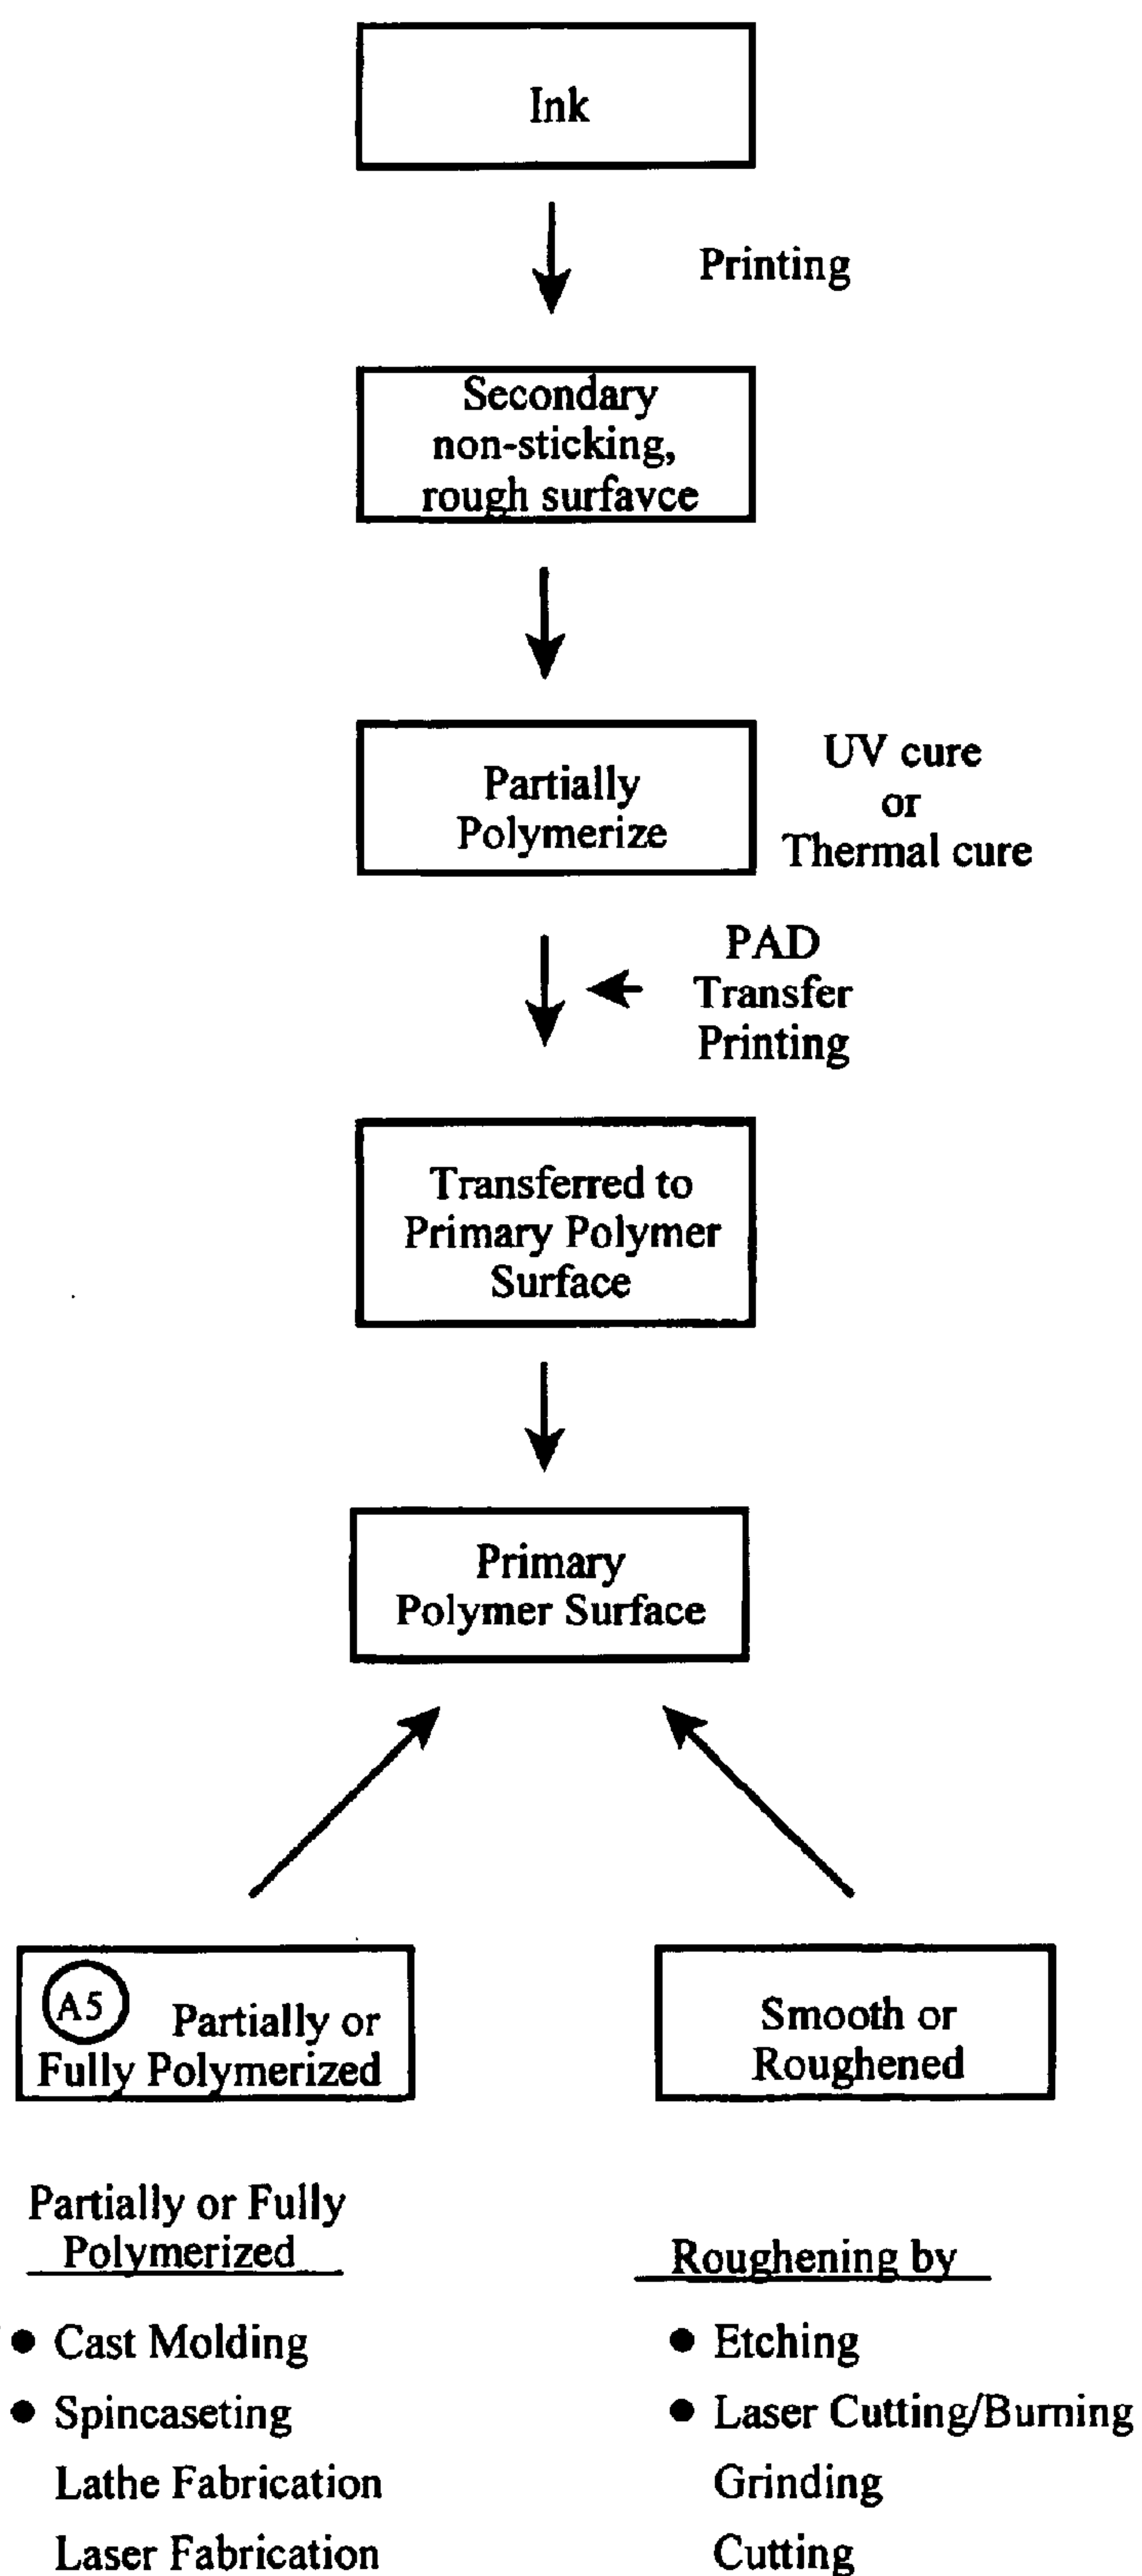 Ink
Printing
Secondary
non-sticking,
rough surfavce
Partially
Polymerize
UV cure
or
Thermal cure
PAD
Transfer
Printing
Transferred to
Primary Polymer
Surface
Primary
Polymer Surface
A5 Partially or
Fully Polymerized
Smooth or
Roughened
Partially or Fully
Polymerized
● Cast Molding
● Spincaseting
Lathe Fabrication
Laser Fabrication
Roughening by
● Etching
● Laser Cutting/Burning
Grinding
Cutting